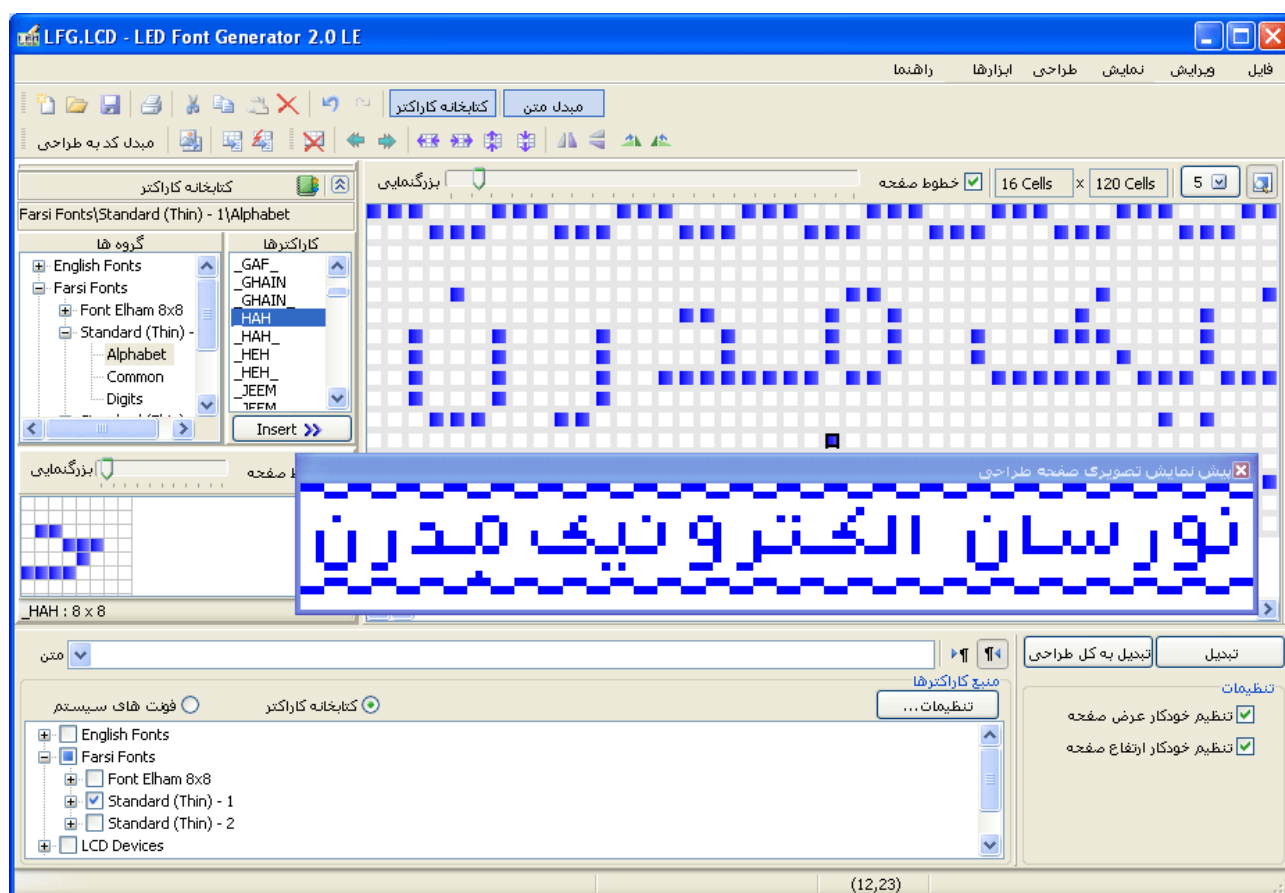 LFG.LCD - LED Font Generator 2.0 LE
فایل ویرایش نمایش طراحی ابزارها راهنما
کتابخانه کاراکتر مبدل متن
مبدل کد به طراحی
کتابخانه کاراکتر
Farsi Fonts\Standard (Thin) - 1\Alphabet
گروه ها
English Fonts
Farsi Fonts
Font Elham 8x8
Standard (Thin) -
Alphabet
Common
Digits
کاراکترها
_GAF_
_GHAIN
_GHAIN_
_HAH
_HAH_
_HEH
_HEH_
_JEEM
_JEEM
Insert
بزرگنمایی
خطوط صفحه
16 Cells x 120 Cells
5
بزرگنمایی
صفحه
_HAH : 8 x 8
پیش نمایش تصویری صفحه طراحی
نورسان الکترونیک مدرن
متن
تبدیل به کل طراحی تبدیل
منبع کاراکترها
فونت های سیستم کتابخانه کاراکتر
تنظیمات...
English Fonts
Farsi Fonts
Font Elham 8x8
Standard (Thin) - 1
Standard (Thin) - 2
LCD Devices
تنظیمات
تنظیم خودکار عرض صفحه
تنظیم خودکار ارتفاع صفحه
(12,23)